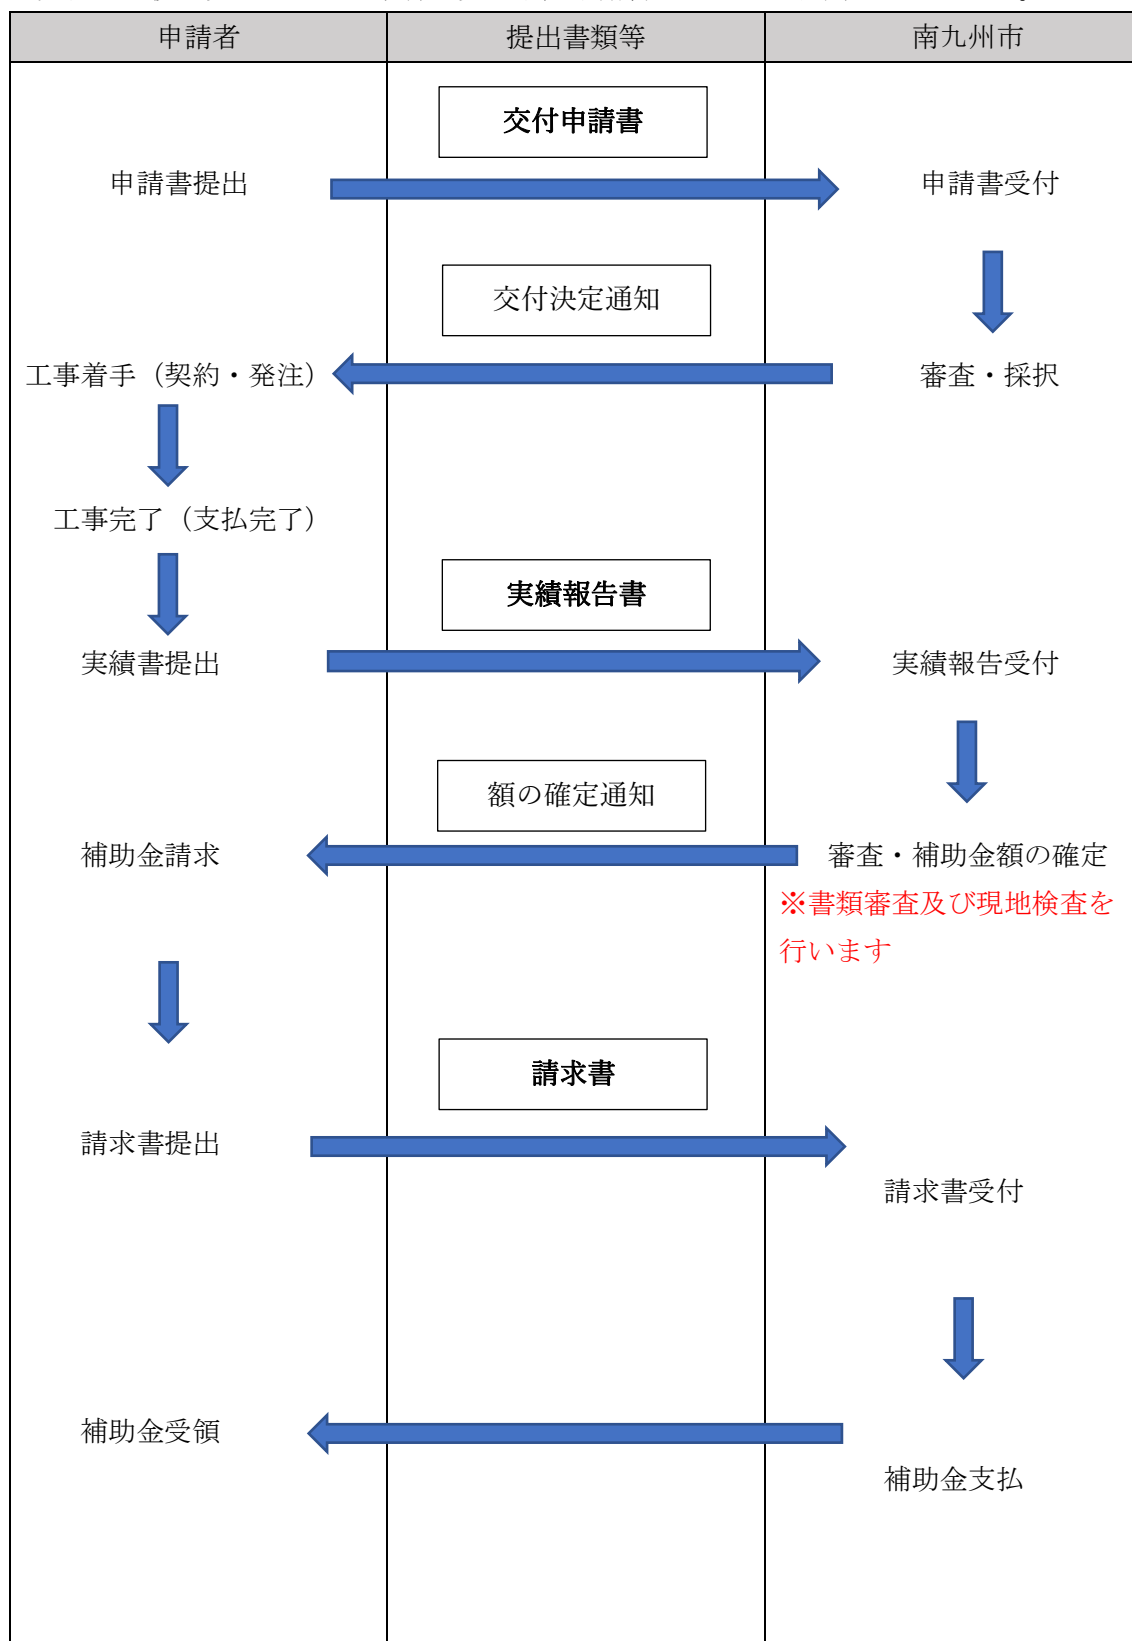 申請者 提出書類等 南九州市
交付申請書
申請書提出 申請書受付
交付決定通知
工事着手（契約・発注） 審査・採択
工事完了（支払完了）
実績報告書
実績書提出 実績報告受付
額の確定通知
補助金請求 審査・補助金額の確定
※書類審査及び現地検査を
行います
請求書
請求書提出
請求書受付
補助金受領
補助金支払